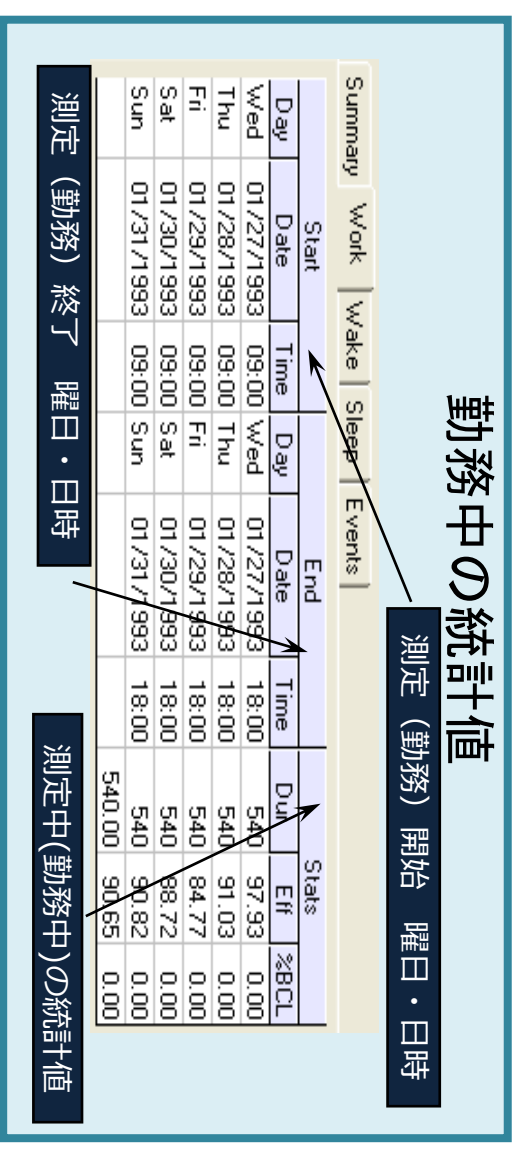 勤務中の統計値
測定（勤務）開始　曜日・日時
Summary Work Wake Sleep Events
Start End Stats
Day Date Time Day Date Time Dur Eff %BCL
Wed 01/27/1993 09:00 Wed 01/27/1993 18:00 540 97.93 0.00
Thu 01/28/1993 09:00 Thu 01/28/1993 18:00 540 91.03 0.00
Fri 01/29/1993 09:00 Fri 01/29/1993 18:00 540 84.77 0.00
Sat 01/30/1993 09:00 Sat 01/30/1993 18:00 540 88.72 0.00
Sun 01/31/1993 09:00 Sun 01/31/1993 18:00 540 90.82 0.00
540.00 90.65 0.00
測定（勤務）終了　曜日・日時
測定中(勤務中)の統計値